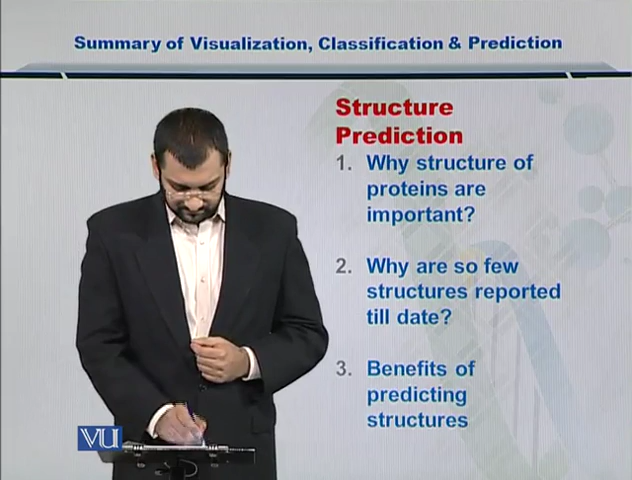 Summary of Visualization, Classification & Prediction
Structure
Prediction
1. Why structure of
proteins are
important?
2. Why are so few
structures reported
till date?
3. Benefits of
predicting
structures
VU